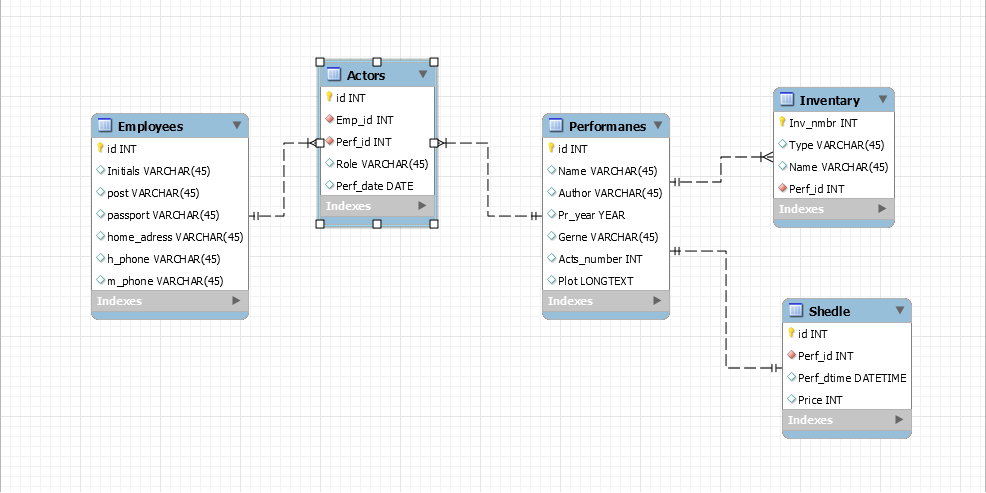 Employees
id INT
Initials VARCHAR(45)
post VARCHAR(45)
passport VARCHAR(45)
home_adress VARCHAR(45)
h_phone VARCHAR(45)
m_phone VARCHAR(45)
Indexes
Actors
id INT
Emp_id INT
Perf_id INT
Role VARCHAR(45)
Perf_date DATE
Indexes
Performanes
id INT
Name VARCHAR(45)
Author VARCHAR(45)
Pr_year YEAR
Gerne VARCHAR(45)
Acts_number INT
Plot LONGTEXT
Indexes
Inventary
Inv_nmbr INT
Type VARCHAR(45)
Name VARCHAR(45)
Perf_id INT
Indexes
Shedle
id INT
Perf_id INT
Perf_dtime DATETIME
Price INT
Indexes